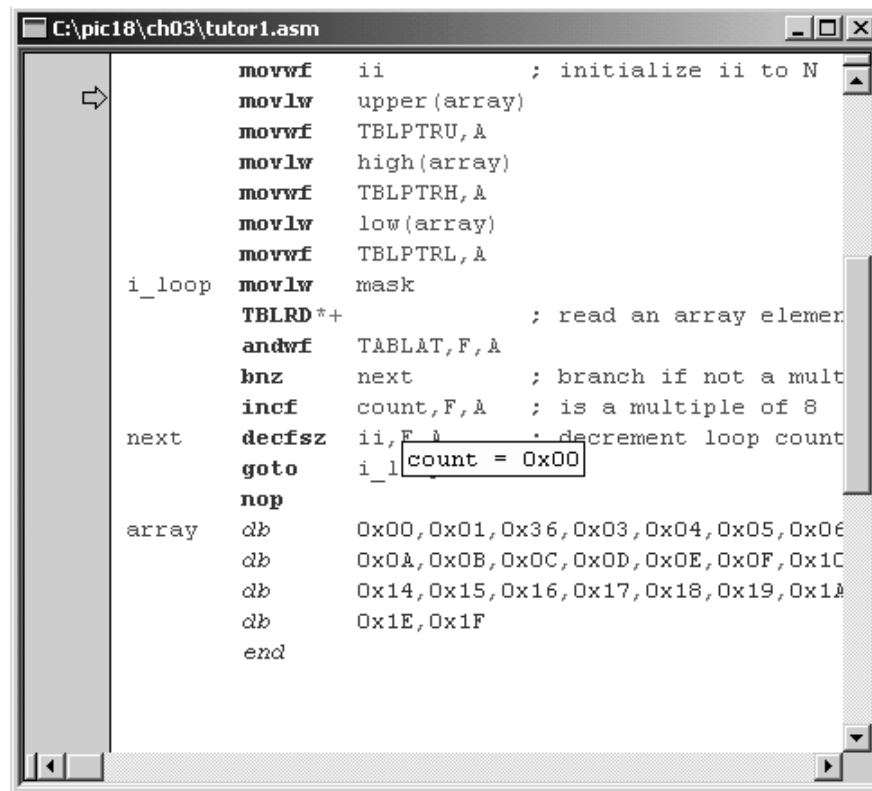 C:\pic18\ch03\tutor1.asm
movwf ii ; initialize ii to N
movlw upper(array)
movwf TBLPTRU,A
movlw high(array)
movwf TBLPTRH,A
movlw low(array)
movwf TBLPTRL,A
i_loop movlw mask
TBLRD*+ ; read an array elemen
andwf TABLAT,F,A
bnz next ; branch if not a mult
incf count,F,A ; is a multiple of 8
next decfsz ii,F,A ; decrement loop count
goto i_l
count = 0x00
nop
array db 0x00,0x01,0x36,0x03,0x04,0x05,0x06
db 0x0A,0x0B,0x0C,0x0D,0x0E,0x0F,0x10
db 0x14,0x15,0x16,0x17,0x18,0x19,0x1A
db 0x1E,0x1F
end